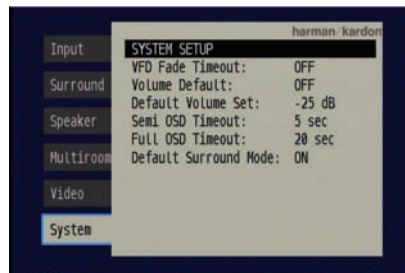 harman/kardon
Input
Surround
Speaker
Multiroom
Video
System
SYSTEM SETUP
VFD Fade Timeout: OFF
Volume Default: OFF
Default Volume Set: -25 dB
Semi OSD Timeout: 5 sec
Full OSD Timeout: 20 sec
Default Surround Mode: ON